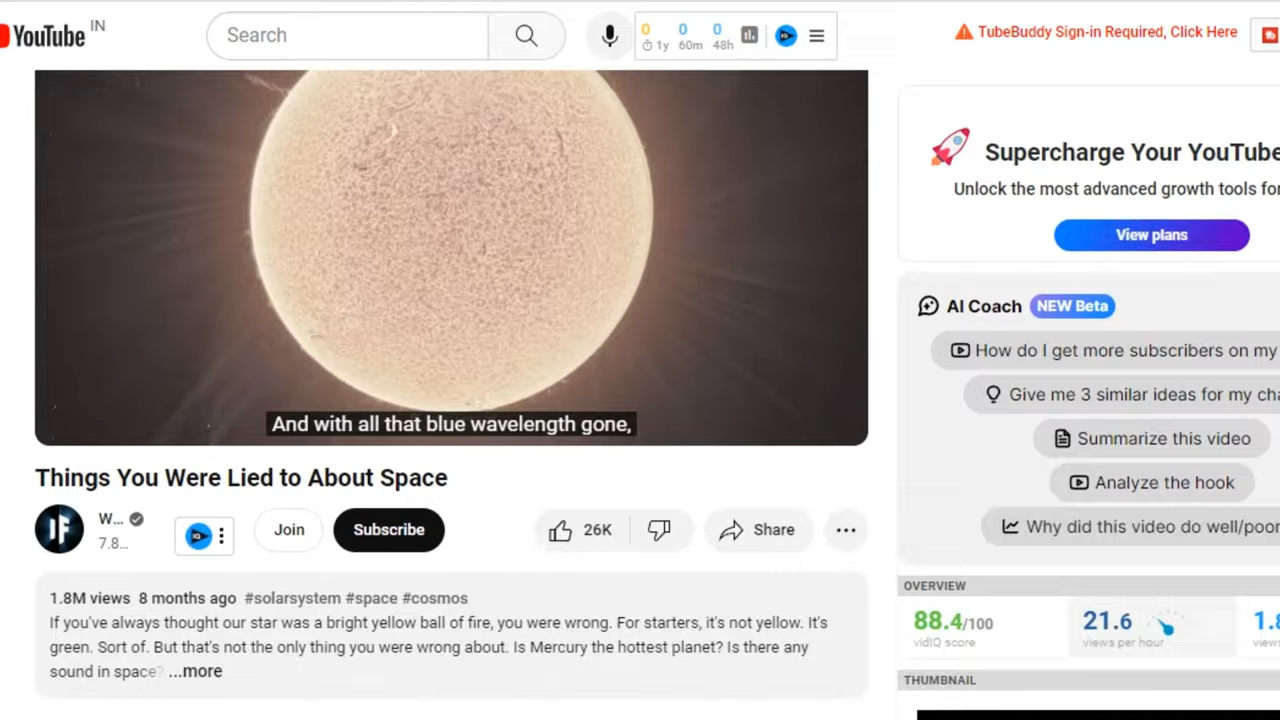 YouTube IN
Search
0 0 0
1y 60m 48h
TubeBuddy Sign-in Required, Click Here
And with all that blue wavelength gone,
Things You Were Lied to About Space
IF
W...
7.8...
IQ
Join
Subscribe
26K
Share
1.8M views 8 months ago #solarsystem #space #cosmos
If you've always thought our star was a bright yellow ball of fire, you were wrong. For starters, it's not yellow. It's
green. Sort of. But that's not the only thing you were wrong about. Is Mercury the hottest planet? Is there any
sound in space? ...more
Supercharge Your YouTube
Unlock the most advanced growth tools for
View plans
AI Coach NEW Beta
How do I get more subscribers on my
Give me 3 similar ideas for my cha
Summarize this video
Analyze the hook
Why did this video do well/poor
OVERVIEW
88.4/100
vidIQ score
21.6
views per hour
1.8
views
THUMBNAIL